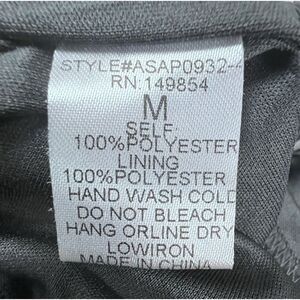 STYLE#ASAP0932-
RN:149854
M
SELF:
100%POLYESTER
LINING
100%POLYESTER
HAND WASH COLD
DO NOT BLEACH
HANG ORLINE DRY
LOWIRON
MADE IN CHINA